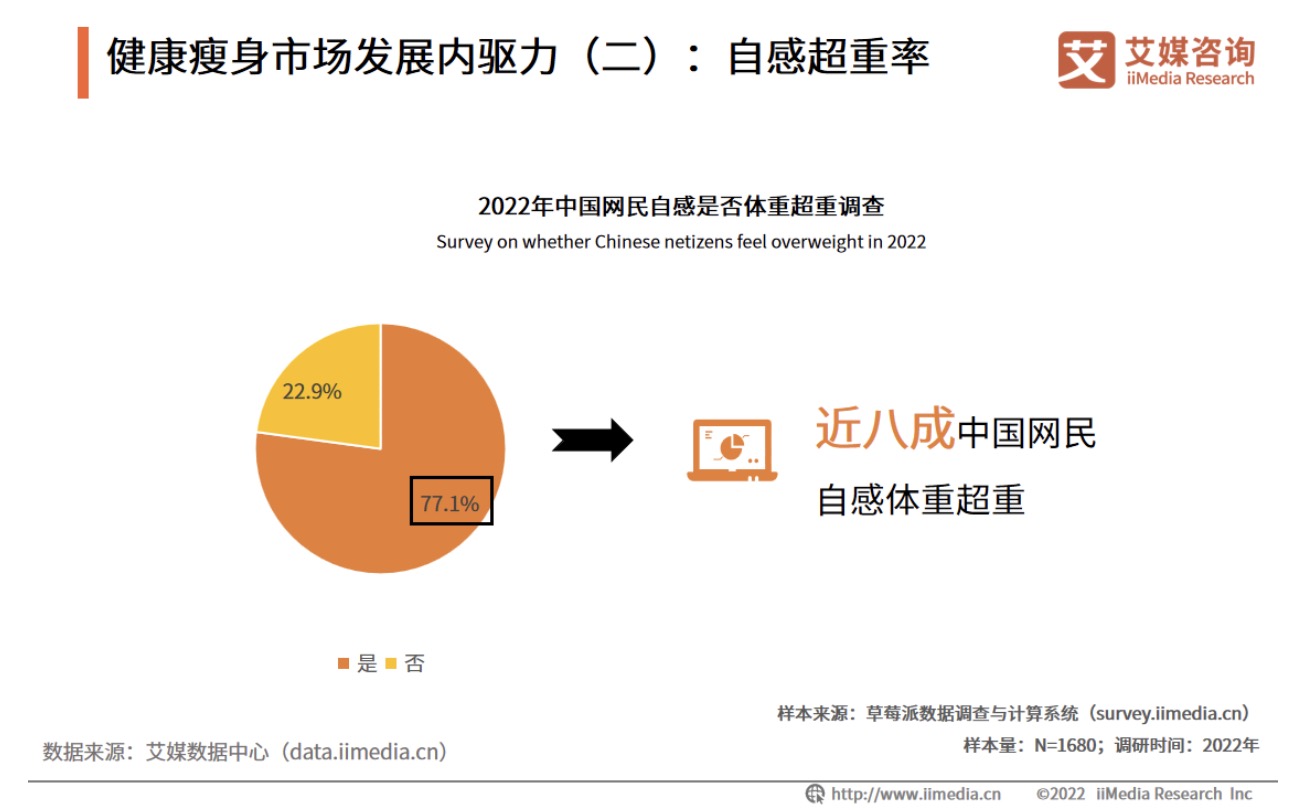 健康瘦身市场发展内驱力（二）：自感超重率
艾媒咨询
iiMedia Research
2022年中国网民自感是否体重超重调查
Survey on whether Chinese netizens feel overweight in 2022
22.9%
77.1%
近八成中国网民
自感体重超重
是 否
样本来源：草莓派数据调查与计算系统（survey.iimedia.cn）
数据来源：艾媒数据中心（data.iimedia.cn）
样本量：N=1680；调研时间：2022年
http://www.iimedia.cn ©2022 iiMedia Research Inc